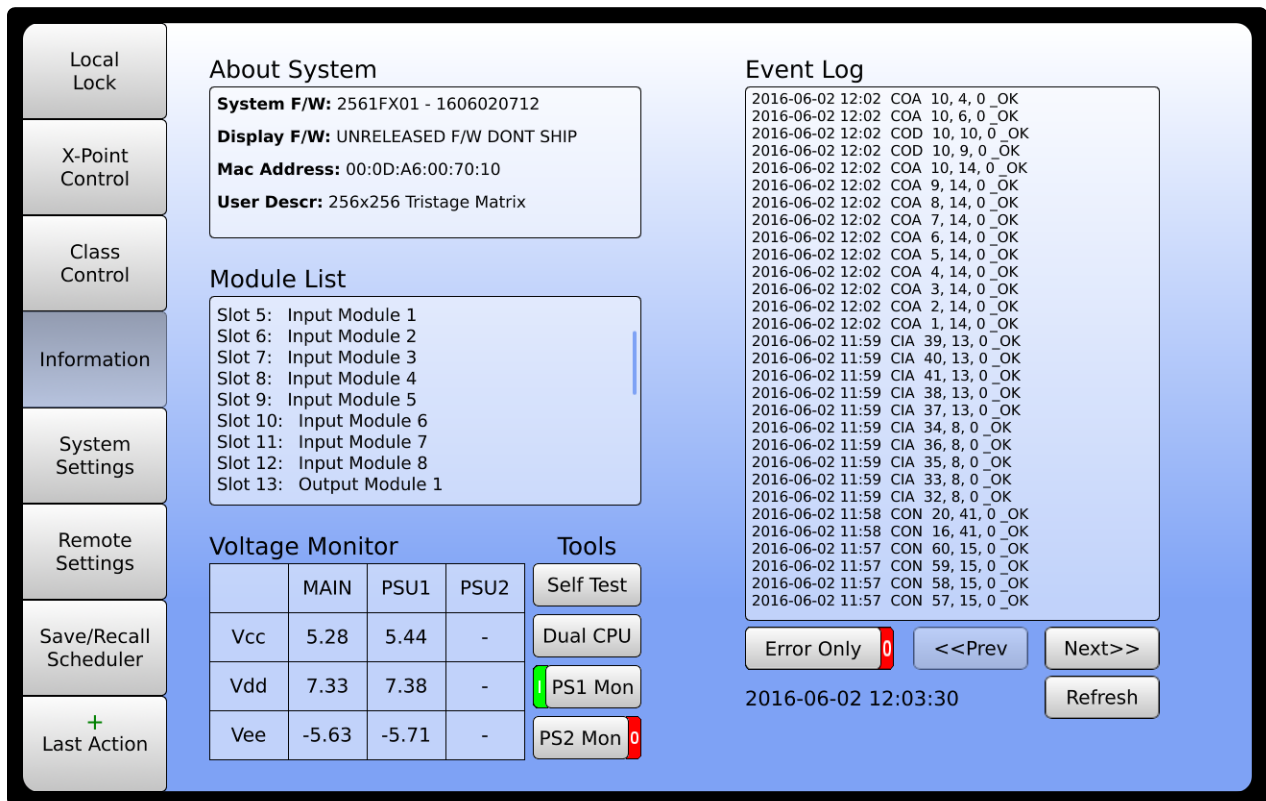 Local
Lock
X-Point
Control
Class
Control
Information
System
Settings
Remote
Settings
Save/Recall
Scheduler
+
Last Action
About System
System F/W: 2561FX01 - 1606020712
Display F/W: UNRELEASED F/W DONT SHIP
Mac Address: 00:0D:A6:00:70:10
User Descr: 256x256 Tristage Matrix
Module List
Slot 5: Input Module 1
Slot 6: Input Module 2
Slot 7: Input Module 3
Slot 8: Input Module 4
Slot 9: Input Module 5
Slot 10: Input Module 6
Slot 11: Input Module 7
Slot 12: Input Module 8
Slot 13: Output Module 1
Voltage Monitor
MAIN PSU1 PSU2
Vcc 5.28 5.44 -
Vdd 7.33 7.38 -
Vee -5.63 -5.71 -
Tools
Self Test
Dual CPU
I PS1 Mon
PS2 Mon 0
Event Log
2016-06-02 12:02 COA 10, 4, 0 _OK
2016-06-02 12:02 COA 10, 6, 0 _OK
2016-06-02 12:02 COD 10, 10, 0 _OK
2016-06-02 12:02 COD 10, 9, 0 _OK
2016-06-02 12:02 COA 10, 14, 0 _OK
2016-06-02 12:02 COA 9, 14, 0 _OK
2016-06-02 12:02 COA 8, 14, 0 _OK
2016-06-02 12:02 COA 7, 14, 0 _OK
2016-06-02 12:02 COA 6, 14, 0 _OK
2016-06-02 12:02 COA 5, 14, 0 _OK
2016-06-02 12:02 COA 4, 14, 0 _OK
2016-06-02 12:02 COA 3, 14, 0 _OK
2016-06-02 12:02 COA 2, 14, 0 _OK
2016-06-02 12:02 COA 1, 14, 0 _OK
2016-06-02 11:59 CIA 39, 13, 0 _OK
2016-06-02 11:59 CIA 40, 13, 0 _OK
2016-06-02 11:59 CIA 41, 13, 0 _OK
2016-06-02 11:59 CIA 38, 13, 0 _OK
2016-06-02 11:59 CIA 37, 13, 0 _OK
2016-06-02 11:59 CIA 34, 8, 0 _OK
2016-06-02 11:59 CIA 36, 8, 0 _OK
2016-06-02 11:59 CIA 35, 8, 0 _OK
2016-06-02 11:59 CIA 33, 8, 0 _OK
2016-06-02 11:59 CIA 32, 8, 0 _OK
2016-06-02 11:58 CON 20, 41, 0 _OK
2016-06-02 11:58 CON 16, 41, 0 _OK
2016-06-02 11:57 CON 60, 15, 0 _OK
2016-06-02 11:57 CON 59, 15, 0 _OK
2016-06-02 11:57 CON 58, 15, 0 _OK
2016-06-02 11:57 CON 57, 15, 0 _OK
Error Only 0
<<Prev
Next>>
2016-06-02 12:03:30
Refresh